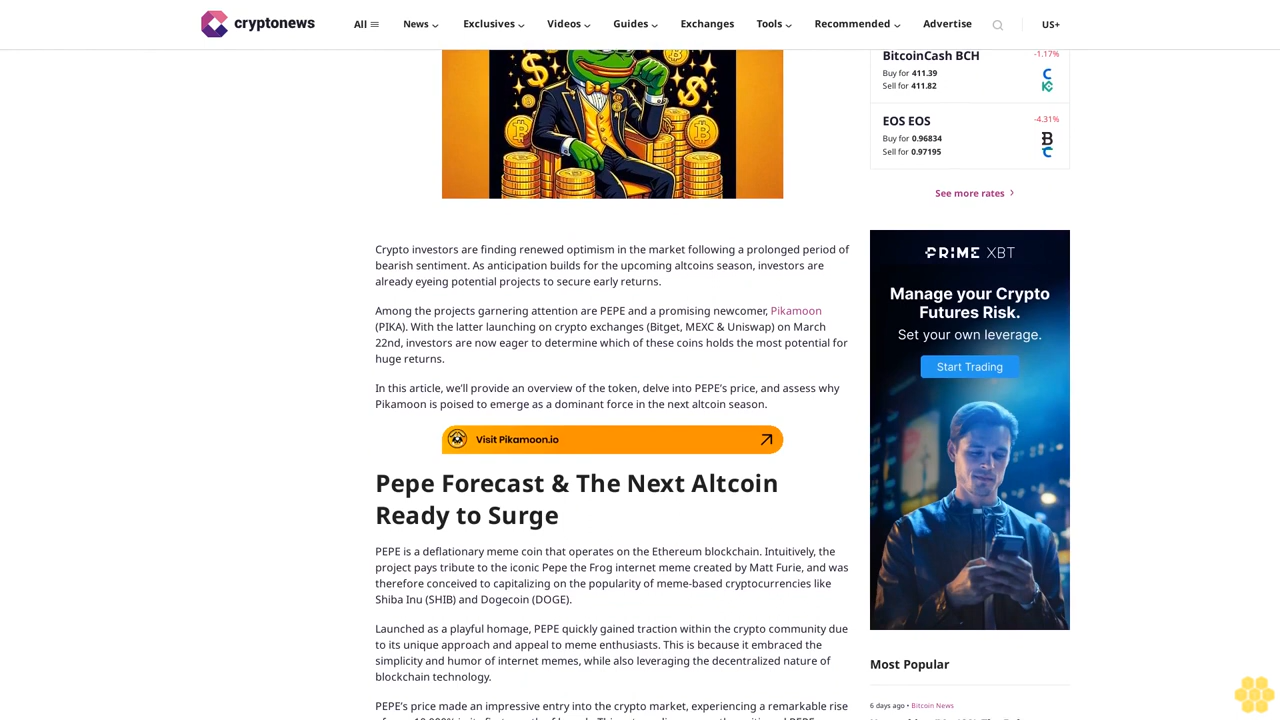 cryptonews
All
News
Exclusives
Videos
Guides
Exchanges
Tools
Recommended
Advertise
US+
Crypto investors are finding renewed optimism in the market following a prolonged period of
bearish sentiment. As anticipation builds for the upcoming altcoins season, investors are
already eyeing potential projects to secure early returns.
Among the projects garnering attention are PEPE and a promising newcomer, Pikamoon
(PIKA). With the latter launching on crypto exchanges (Bitget, MEXC & Uniswap) on March
22nd, investors are now eager to determine which of these coins holds the most potential for
huge returns.
In this article, we’ll provide an overview of the token, delve into PEPE’s price, and assess why
Pikamoon is poised to emerge as a dominant force in the next altcoin season.
Visit Pikamoon.io
Pepe Forecast & The Next Altcoin
Ready to Surge
PEPE is a deflationary meme coin that operates on the Ethereum blockchain. Intuitively, the
project pays tribute to the iconic Pepe the Frog internet meme created by Matt Furie, and was
therefore conceived to capitalizing on the popularity of meme-based cryptocurrencies like
Shiba Inu (SHIB) and Dogecoin (DOGE).
Launched as a playful homage, PEPE quickly gained traction within the crypto community due
to its unique approach and appeal to meme enthusiasts. This is because it embraced the
simplicity and humor of internet memes, while also leveraging the decentralized nature of
blockchain technology.
PEPE’s price made an impressive entry into the crypto market, experiencing a remarkable rise
BitcoinCash BCH
-1.17%
Buy for 411.39
Sell for 411.82
EOS EOS
-4.31%
Buy for 0.96834
Sell for 0.97195
See more rates
PRIME XBT
Manage your Crypto
Futures Risk.
Set your own leverage.
Start Trading
Most Popular
6 days ago • Bitcoin News